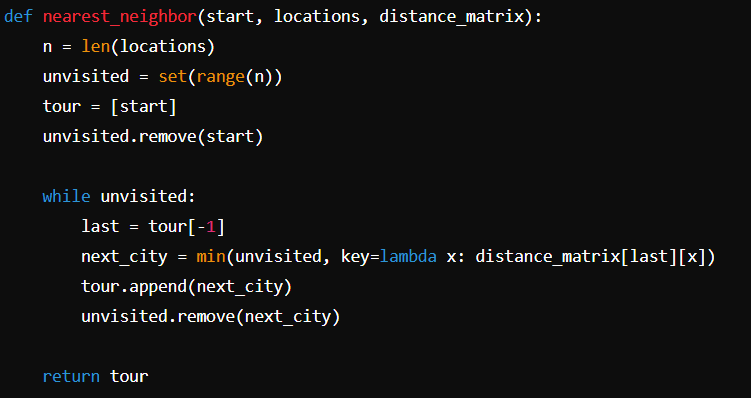 def nearest_neighbor(start, locations, distance_matrix):
    n = len(locations)
    unvisited = set(range(n))
    tour = [start]
    unvisited.remove(start)

    while unvisited:
        last = tour[-1]
        next_city = min(unvisited, key=lambda x: distance_matrix[last][x])
        tour.append(next_city)
        unvisited.remove(next_city)

    return tour